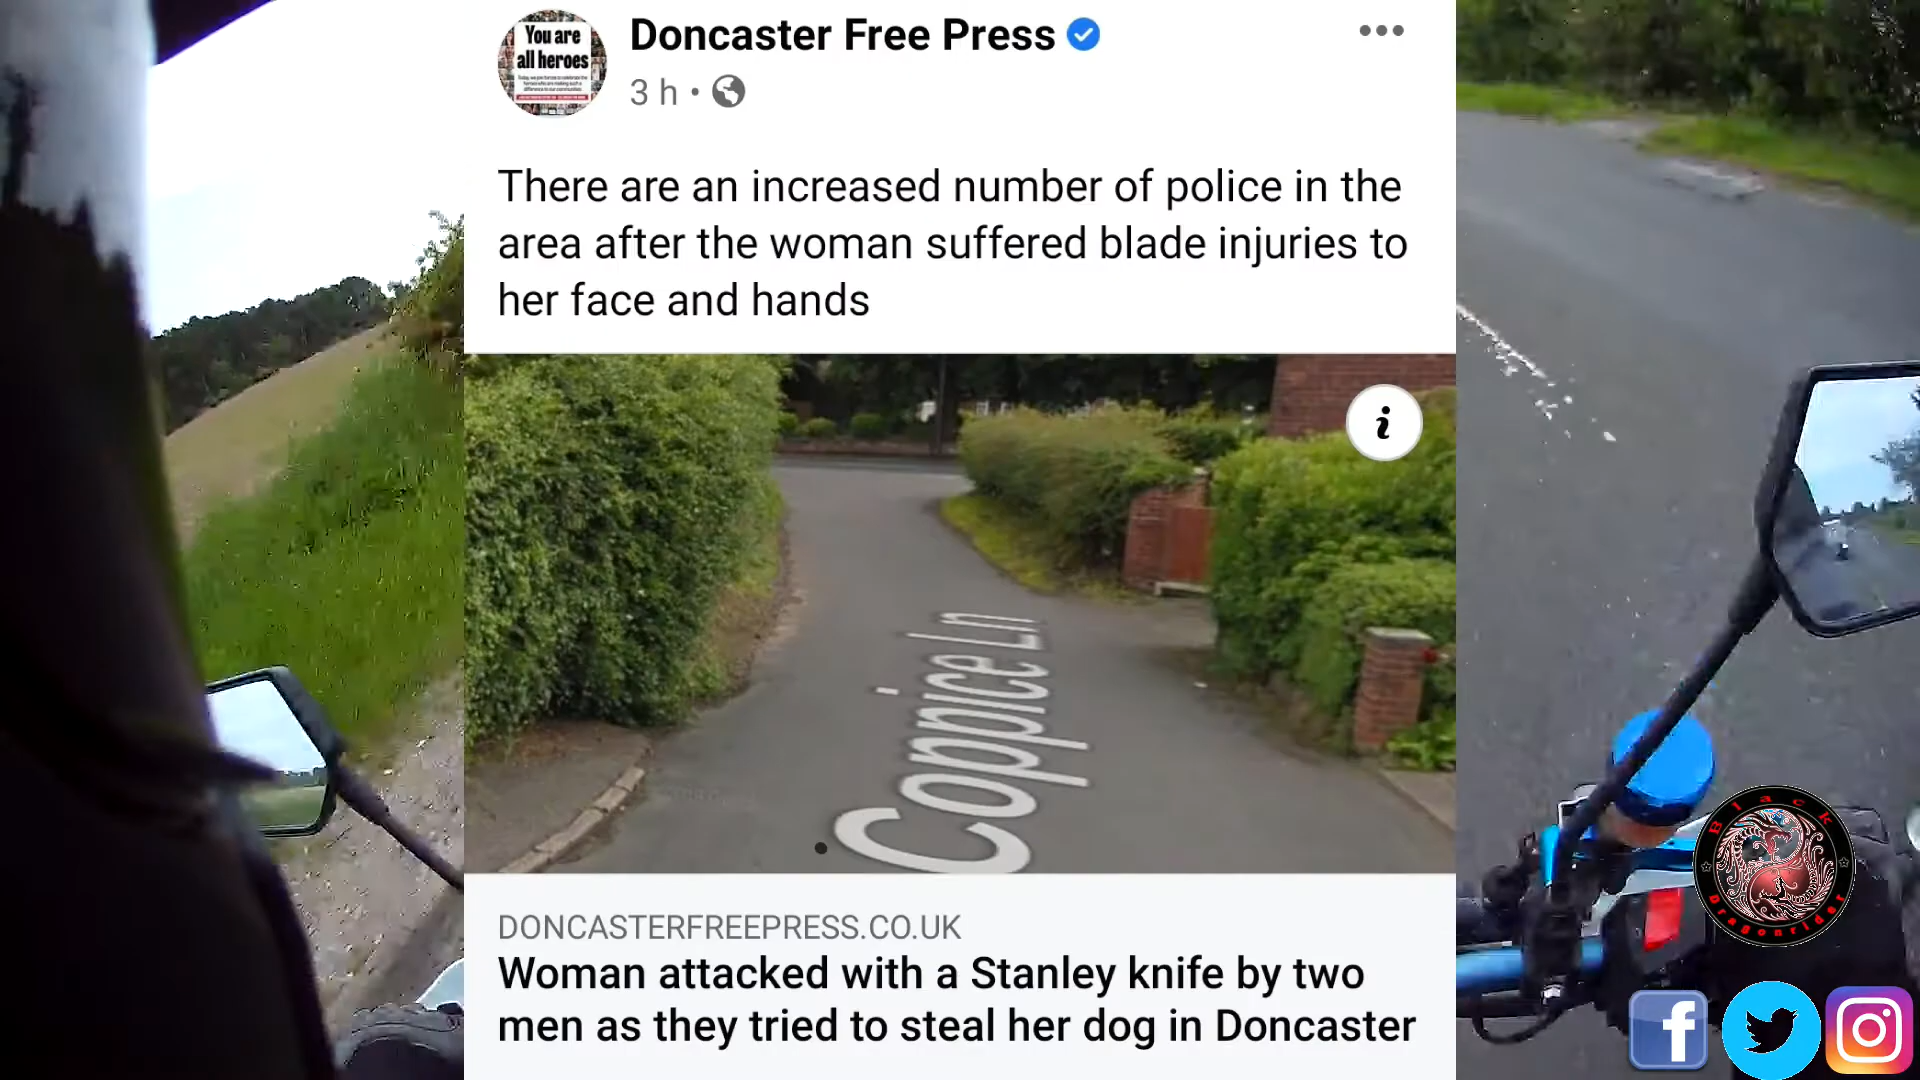 You are
all heroes
Doncaster Free Press
3 h
There are an increased number of police in the
area after the woman suffered blade injuries to
her face and hands
i
Coppice Ln
DONCASTERFREEPRESS.CO.UK
Woman attacked with a Stanley knife by two
men as they tried to steal her dog in Doncaster
Black
Dragonrider
f